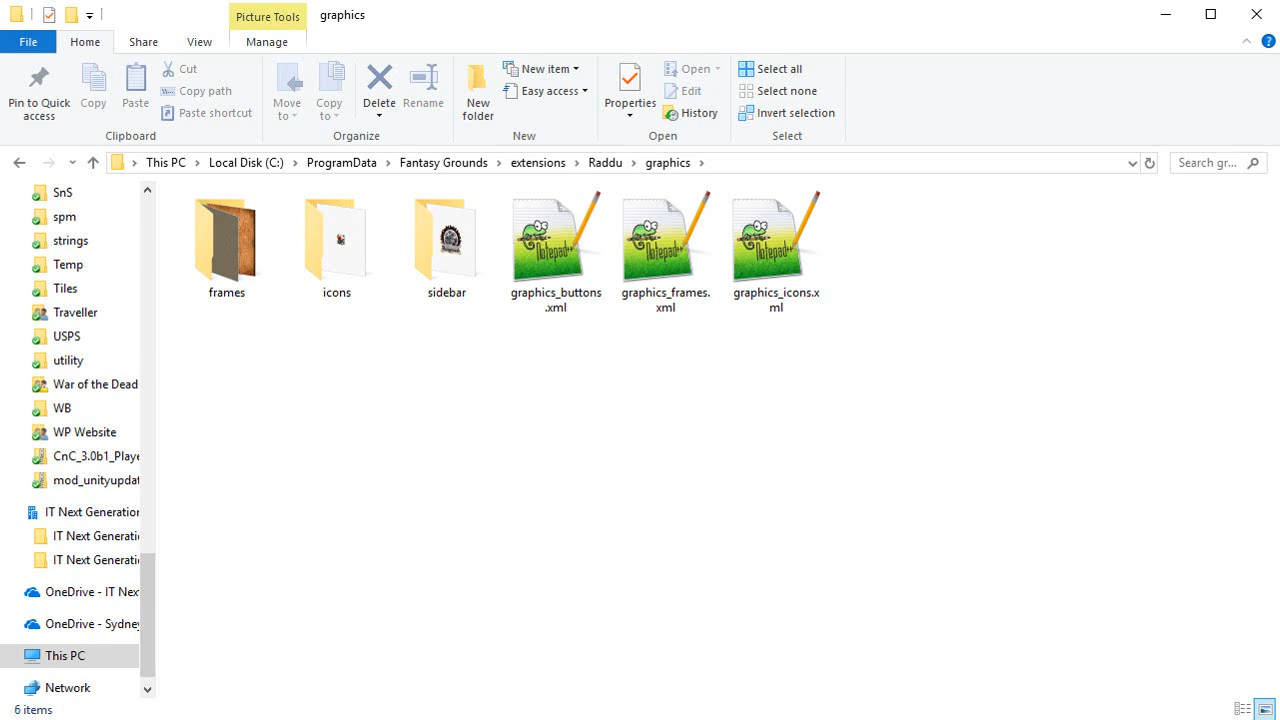 Picture Tools
graphics
File
Home
Share
View
Manage
Pin to Quick
access
Copy
Paste
Cut
Copy path
Paste shortcut
Clipboard
Move
to
Copy
to
Delete
Rename
Organize
New
folder
New item
Easy access
New
Properties
Open
Edit
History
Open
Select all
Select none
Invert selection
Select
This PC
Local Disk (C:)
ProgramData
Fantasy Grounds
extensions
Raddu
graphics
Search gr...
SnS
spm
strings
Temp
Tiles
Traveller
USPS
utility
War of the Dead
WB
WP Website
CnC_3.0b1_Playe
mod_unityupdat
IT Next Generation
IT Next Generati
IT Next Generati
OneDrive - IT Nex
OneDrive - Sydney
This PC
Network
frames
icons
sidebar
Notepad++
graphics_buttons
.xml
Notepad++
graphics_frames.
xml
Notepad++
graphics_icons.x
ml
6 items